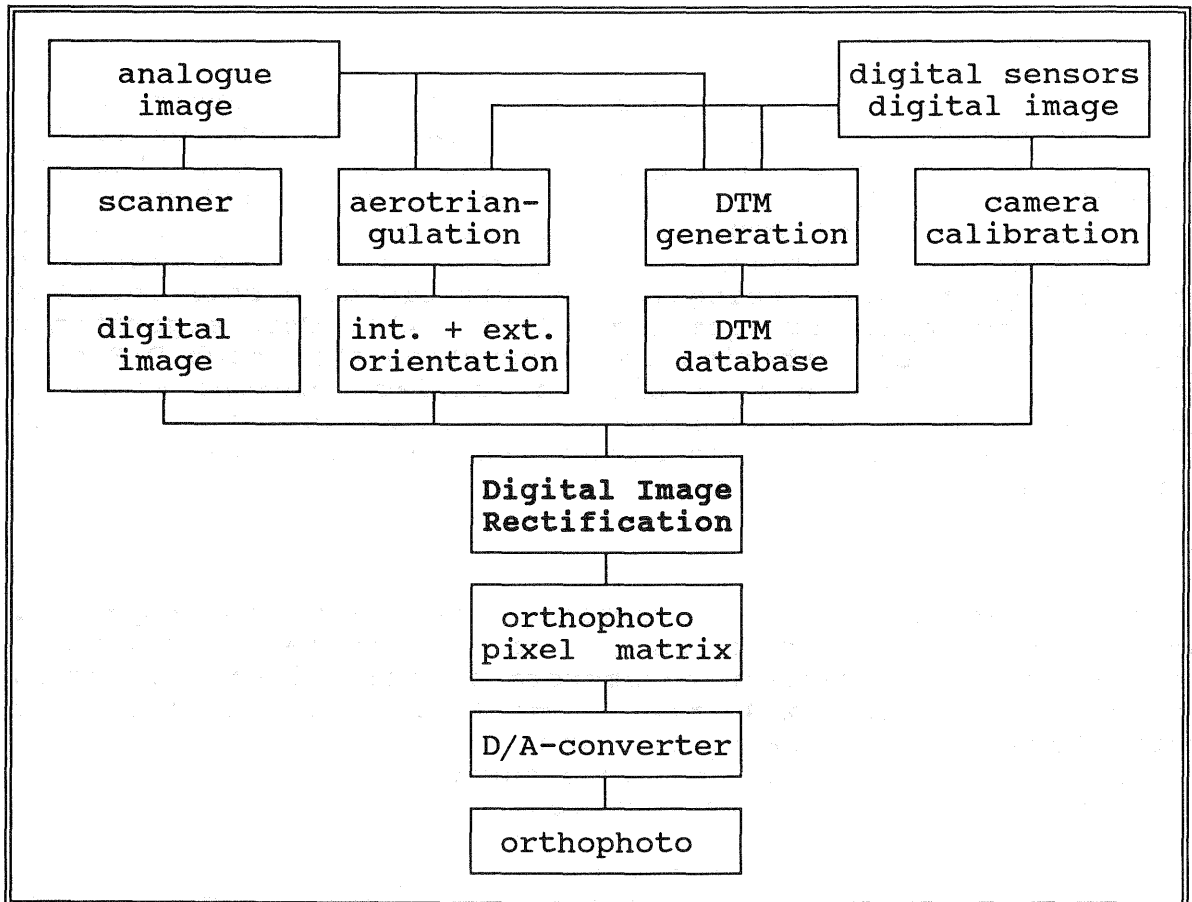 analogue
image
digital sensors
digital image
scanner
aerotrian-
gulation
DTM
generation
camera
calibration
digital
image
int. + ext.
orientation
DTM
database
Digital Image
Rectification
orthophoto
pixel matrix
D/A-converter
orthophoto